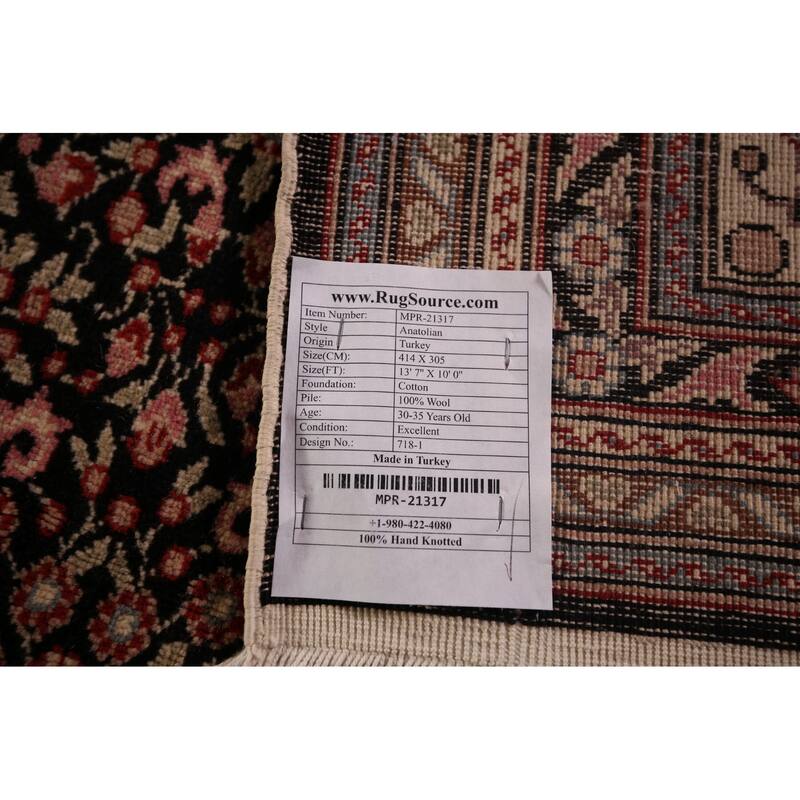 www.RugSource.com
Item Number: MPR-21317
Style Anatolian
Origin Turkey
Size(CM): 414 X 305
Size(FT): 13' 7" X 10' 0"
Foundation: Cotton
Pile: 100% Wool
Age: 30-35 Years Old
Condition: Excellent
Design No.: 718-1
Made in Turkey
MPR-21317
+1-980-422-4080
100% Hand Knotted